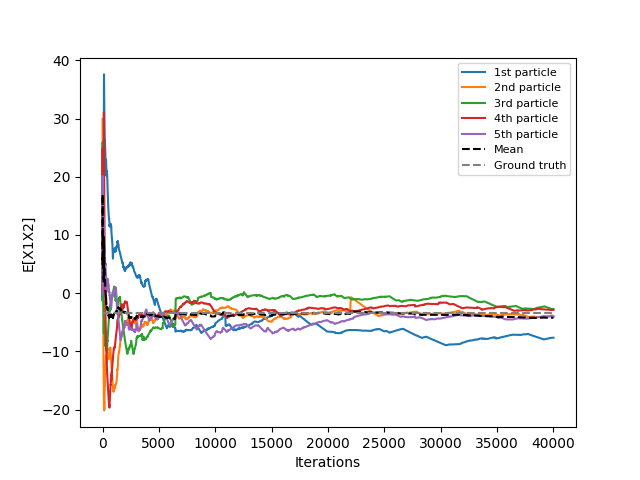 40
30
20
10
0
−10
−20
E[X1X2]
1st particle
2nd particle
3rd particle
4th particle
5th particle
Mean
Ground truth
0 5000 10000 15000 20000 25000 30000 35000 40000
Iterations